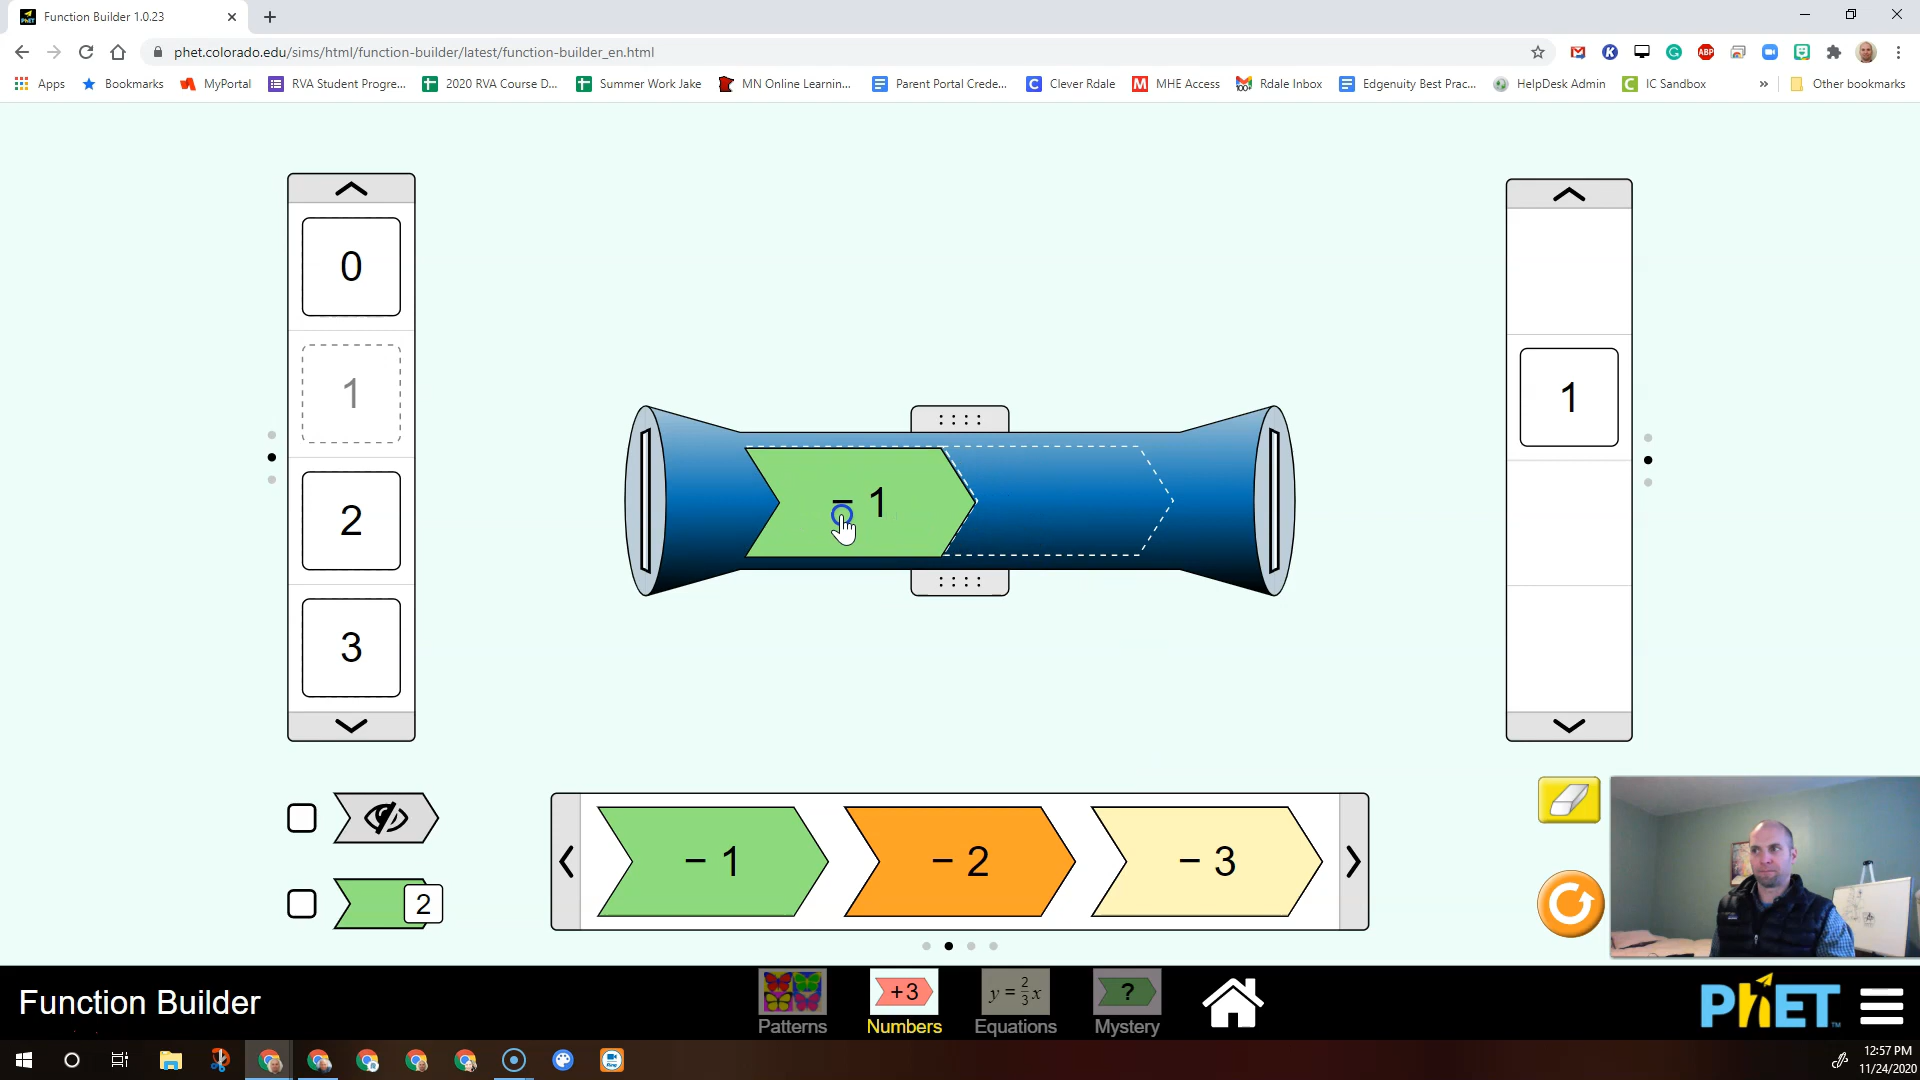 Function Builder 1.0.23
phet.colorado.edu/sims/html/function-builder/latest/function-builder_en.html
Apps Bookmarks MyPortal RVA Student Progre... 2020 RVA Course D... Summer Work Jake MN Online Learnin... Parent Portal Crede... Clever Rdale MHE Access Rdale Inbox Edgenuity Best Prac... HelpDesk Admin IC Sandbox » Other bookmarks
0
1
2
3
− 1
1
2
− 1 − 2 − 3
+3
y = 2/3 x
?
Function Builder
Patterns Numbers Equations Mystery
PhET
12:57 PM
11/24/2020